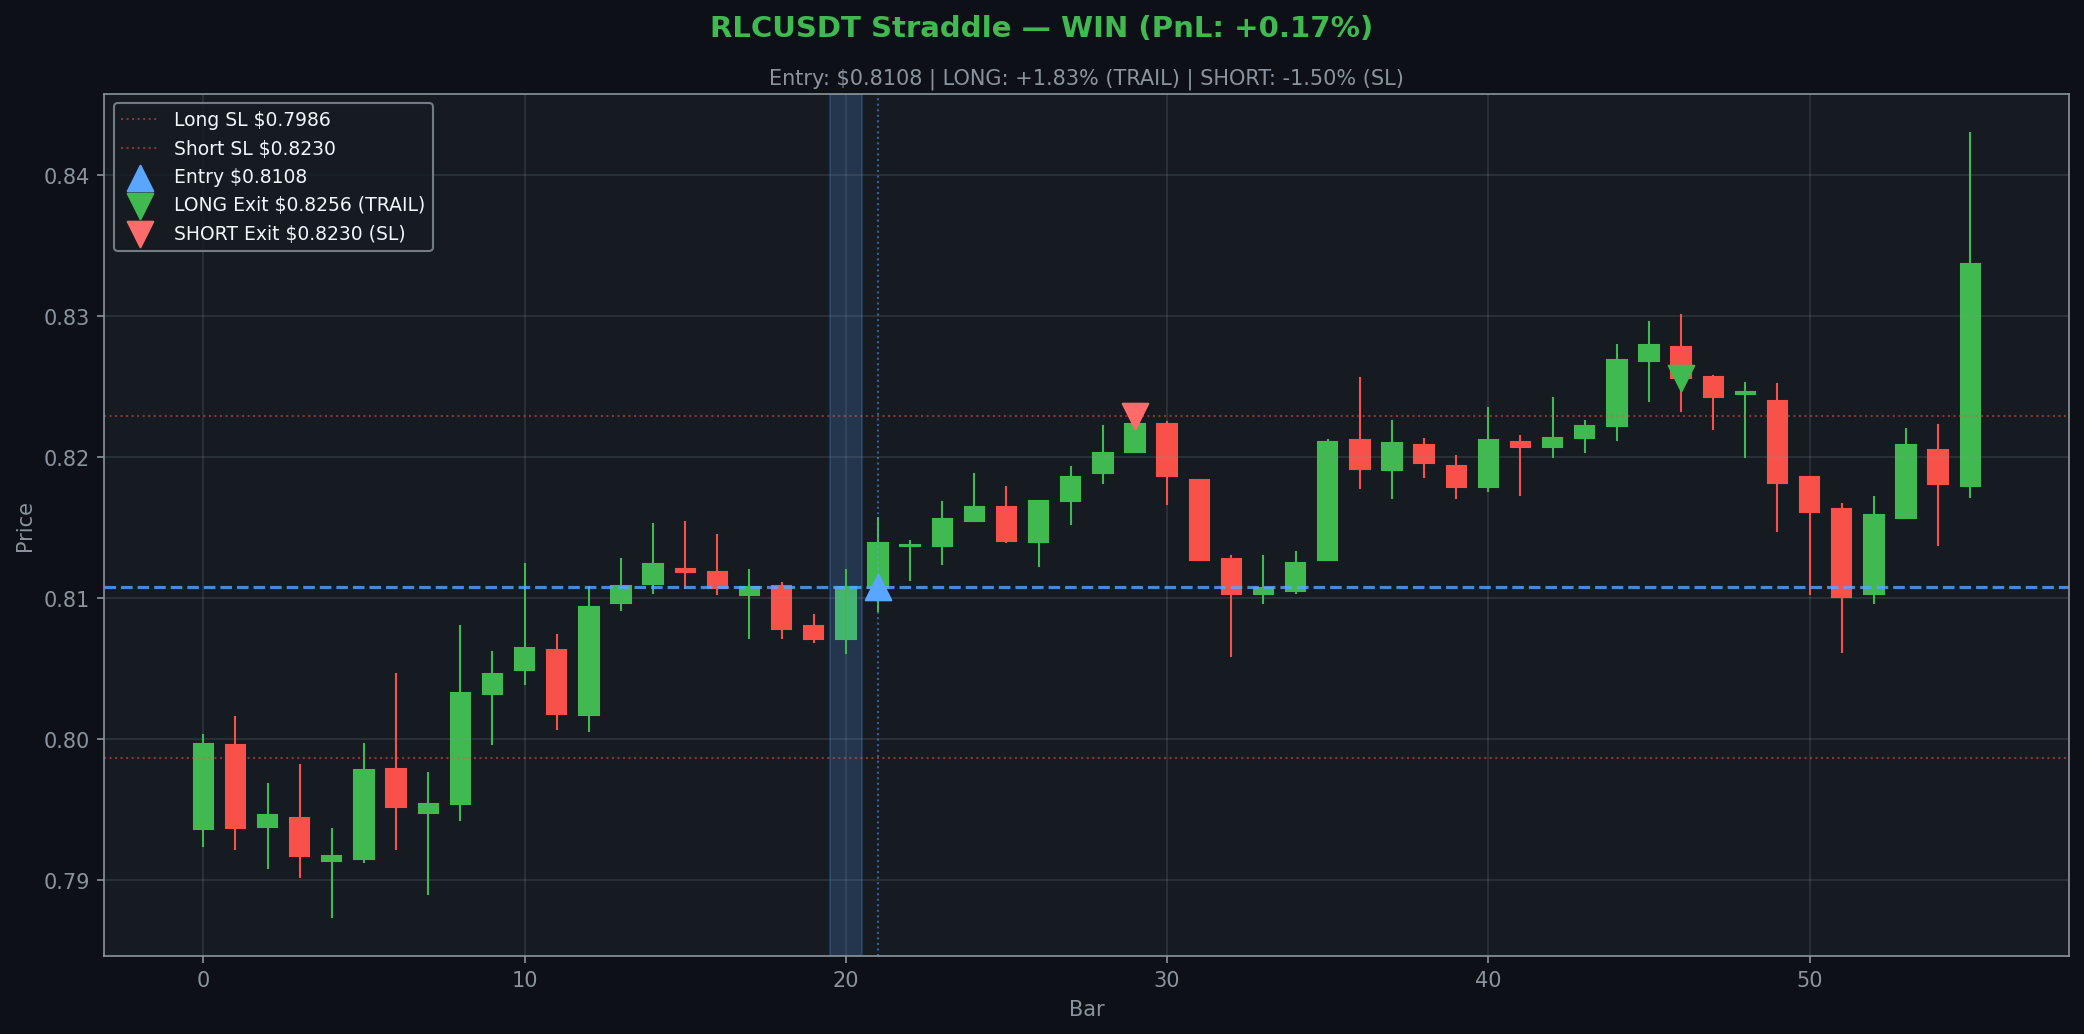 RLCUSDT Straddle — WIN (PnL: +0.17%)
Entry: $0.8108 | LONG: +1.83% (TRAIL) | SHORT: -1.50% (SL)
Long SL $0.7986
Short SL $0.8230
Entry $0.8108
LONG Exit $0.8256 (TRAIL)
SHORT Exit $0.8230 (SL)
0.84
0.83
0.82
0.81
0.80
0.79
Price
0 10 20 30 40 50
Bar